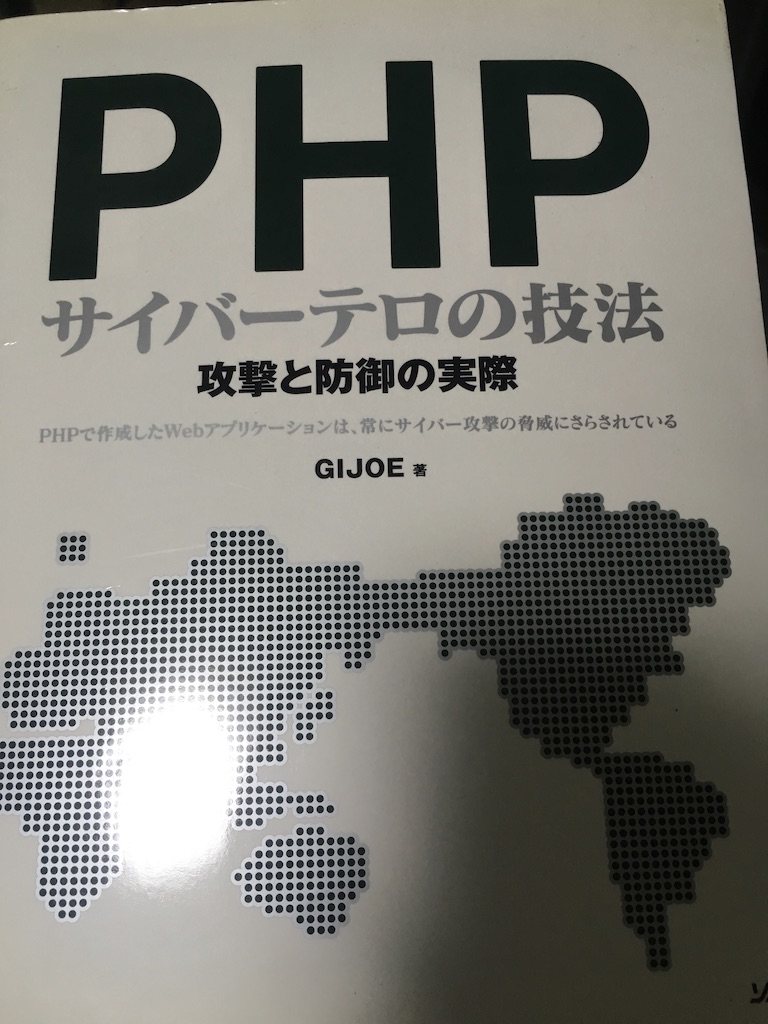 PHP
サイバーテロの技法
攻撃と防御の実際
PHPで作成したWebアプリケーションは、常にサイバー攻撃の脅威にさらされている
GIJOE 著